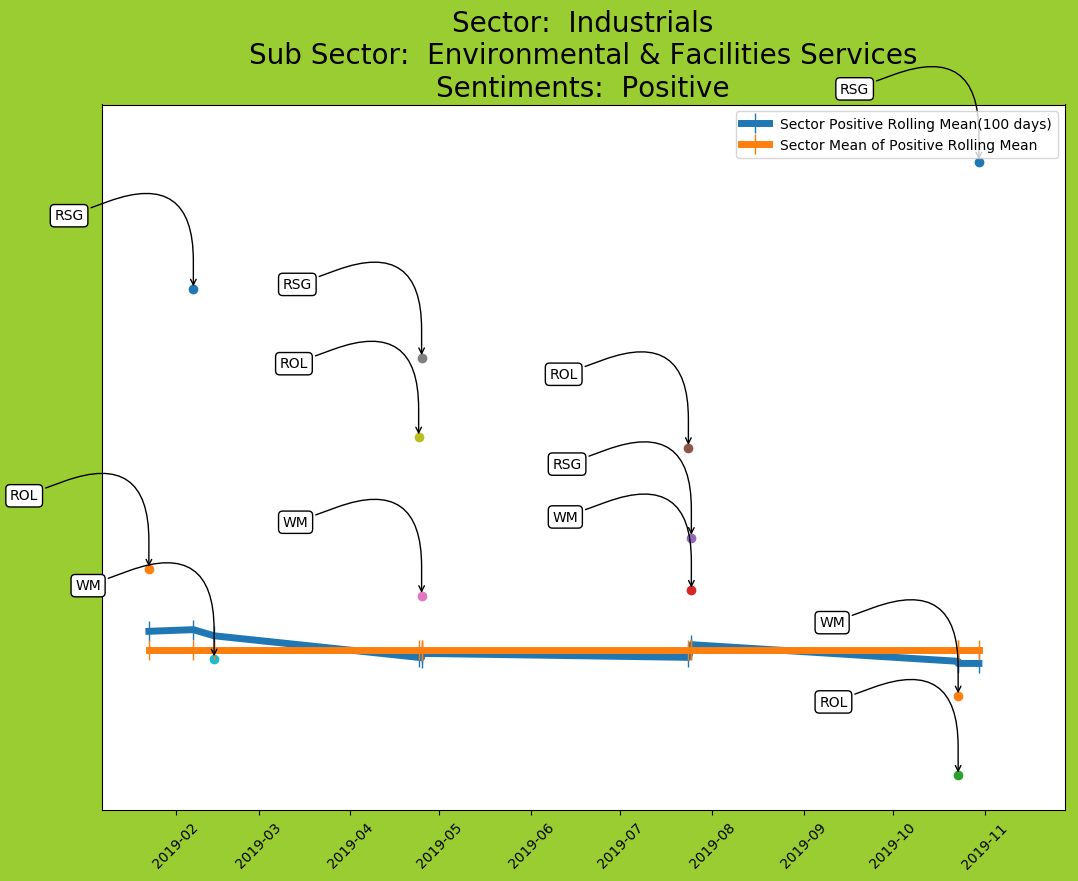 Sector:  Industrials
Sub Sector:  Environmental & Facilities Services
Sentiments:  Positive
RSG
Sector Positive Rolling Mean(100 days)
Sector Mean of Positive Rolling Mean
RSG
RSG
ROL
ROL
RSG
ROL
WM
WM
WM
WM
ROL
2019-02
2019-03
2019-04
2019-05
2019-06
2019-07
2019-08
2019-09
2019-10
2019-11